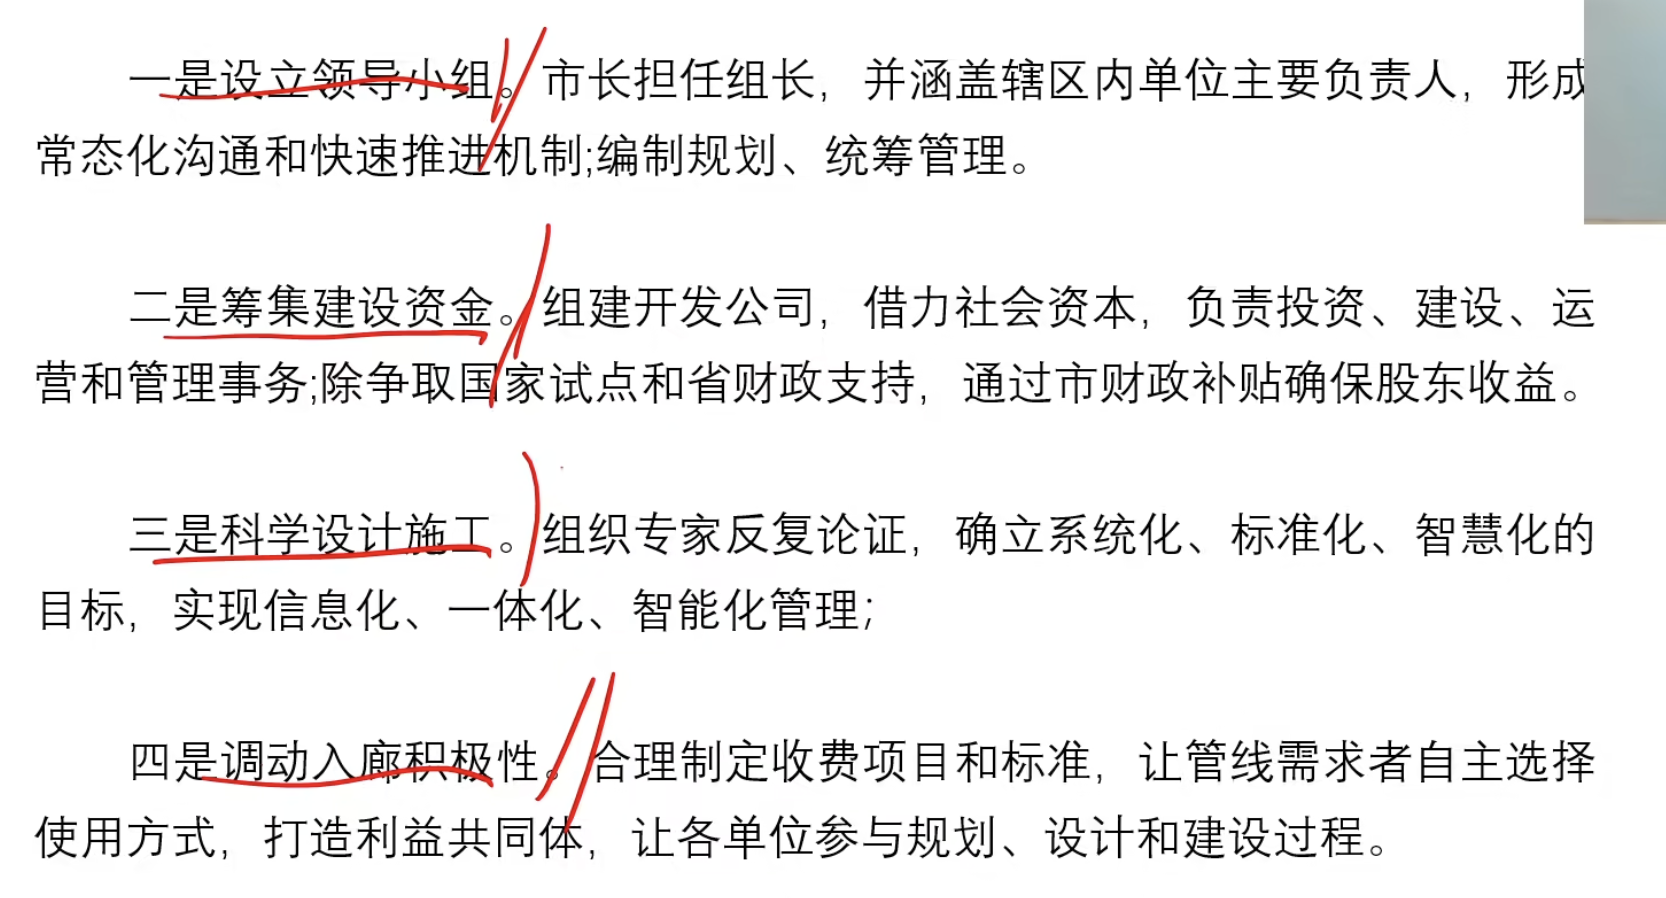 一是设立领导小组。市长担任组长，并涵盖辖区内单位主要负责人，形成
常态化沟通和快速推进机制;编制规划、统筹管理。
二是筹集建设资金。组建开发公司，借力社会资本，负责投资、建设、运
营和管理事务;除争取国家试点和省财政支持，通过市财政补贴确保股东收益。
三是科学设计施工。组织专家反复论证，确立系统化、标准化、智慧化的
目标，实现信息化、一体化、智能化管理；
四是调动入廊积极性。合理制定收费项目和标准，让管线需求者自主选择
使用方式，打造利益共同体，让各单位参与规划、设计和建设过程。